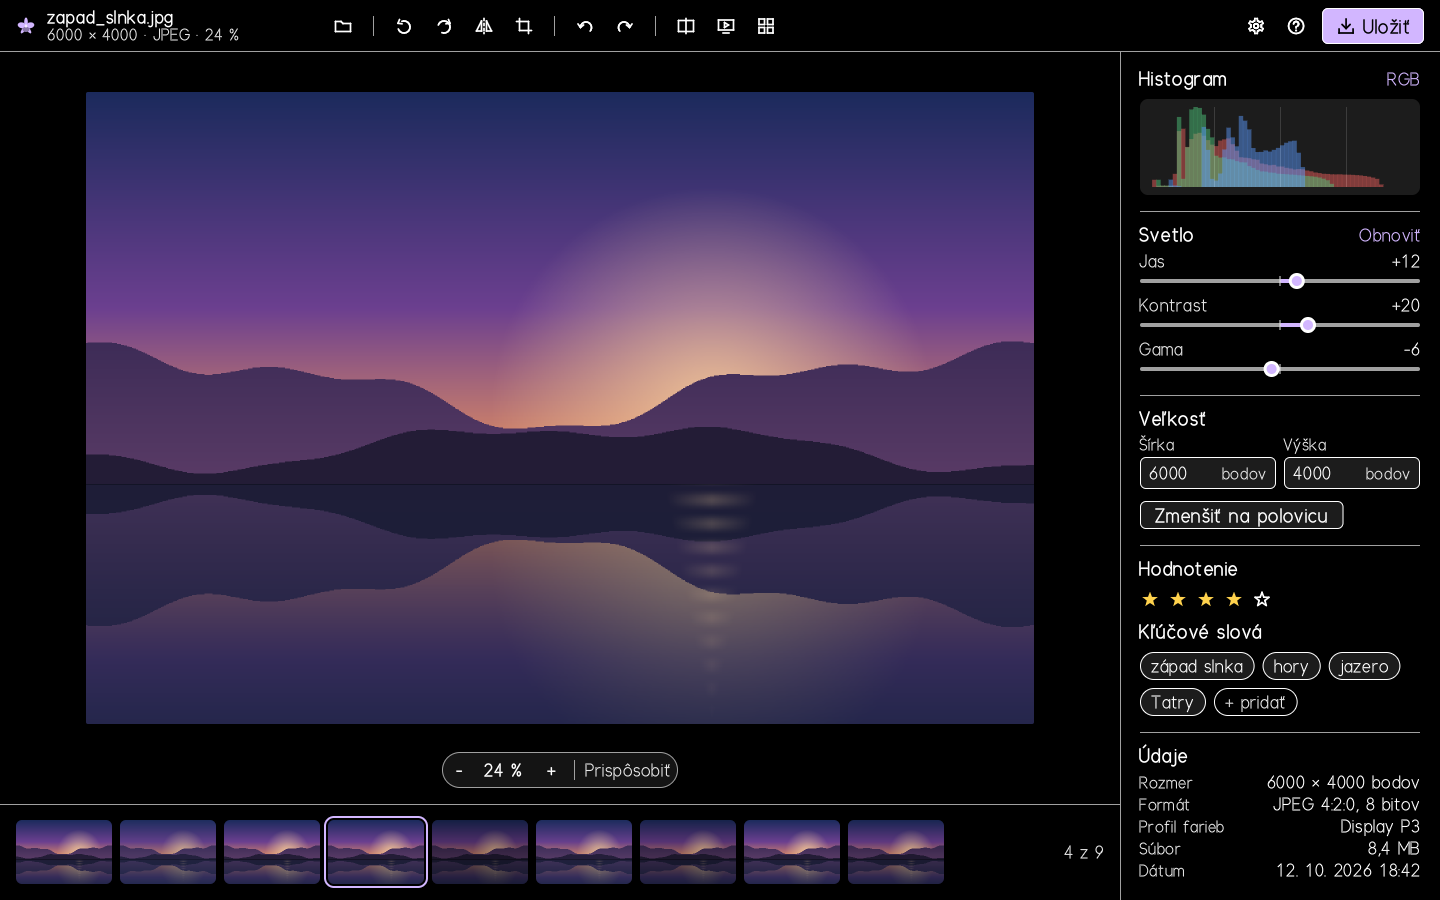 zapad_slnka.jpg
6000 × 4000 · JPEG · 24 %
Uložiť
Histogram
RGB
Svetlo
Obnoviť
Jas
+12
Kontrast
+20
Gama
-6
Veľkosť
Šírka
Výška
6000 bodov
4000 bodov
Zmenšiť na polovicu
Hodnotenie
Kľúčové slová
západ slnka
hory
jazero
Tatry
+ pridať
Údaje
Rozmer
6000 × 4000 bodov
Formát
JPEG 4:2:0, 8 bitov
Profil farieb
Display P3
Súbor
8,4 MB
Dátum
12. 10. 2026 18:42
- 24 % + Prispôsobiť
4 z 9